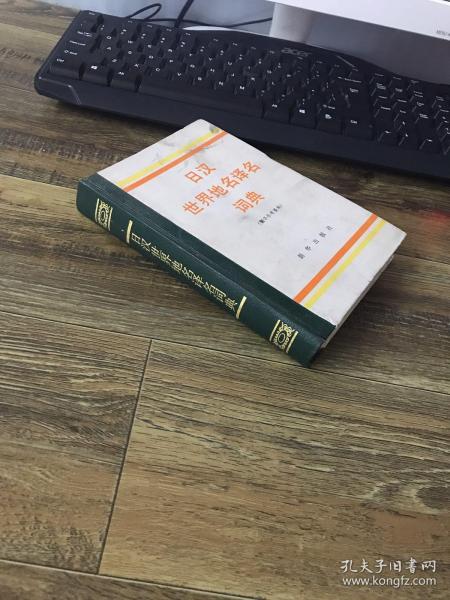 acer
日汉
世界地名译名
词典
新华出版社
日汉世界地名译名词典
孔夫子旧书网
www.kongfz.com